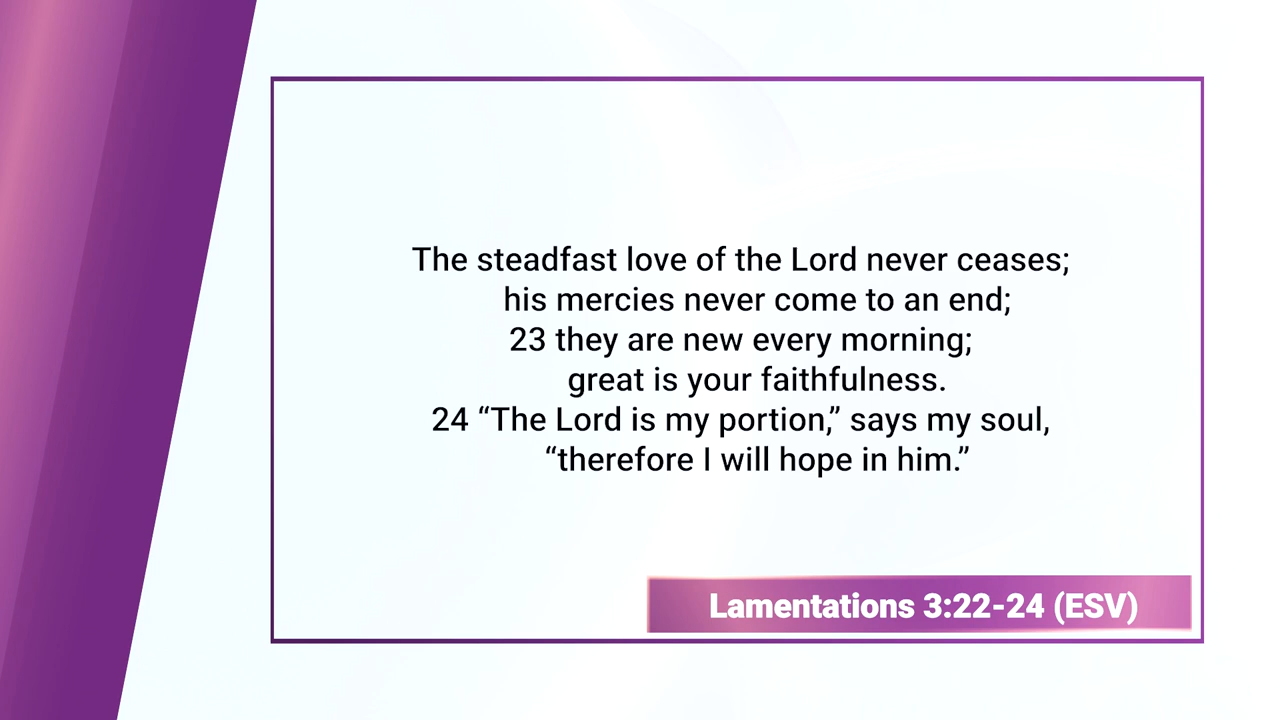 The steadfast love of the Lord never ceases;
his mercies never come to an end;
23 they are new every morning;
great is your faithfulness.
24 “The Lord is my portion,” says my soul,
“therefore I will hope in him.”
Lamentations 3:22-24 (ESV)